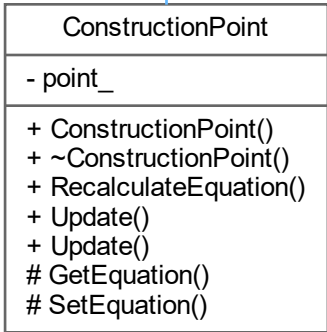 ConstructionPoint
- point_
+ ConstructionPoint()
+ ~ConstructionPoint()
+ RecalculateEquation()
+ Update()
+ Update()
# GetEquation()
# SetEquation()